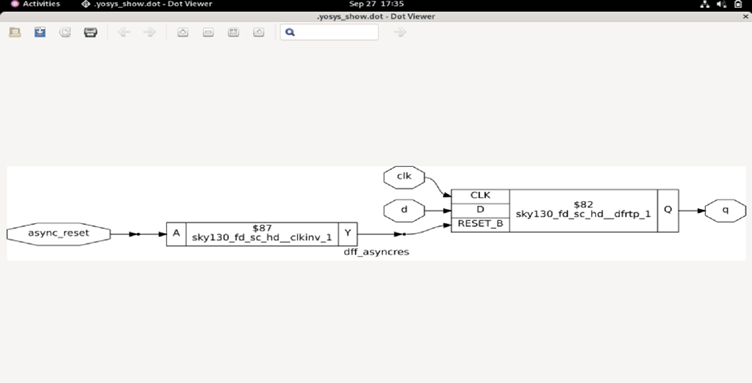 Activities
.yosys_show.dot - Dot Viewer
Sep 27 17:35
.yosys_show.dot - Dot Viewer
clk
d
async_reset
A
$87
sky130_fd_sc_hd__clkinv_1
Y
CLK
D
RESET_B
$82
sky130_fd_sc_hd__dfrtp_1
Q
q
dff_asyncres